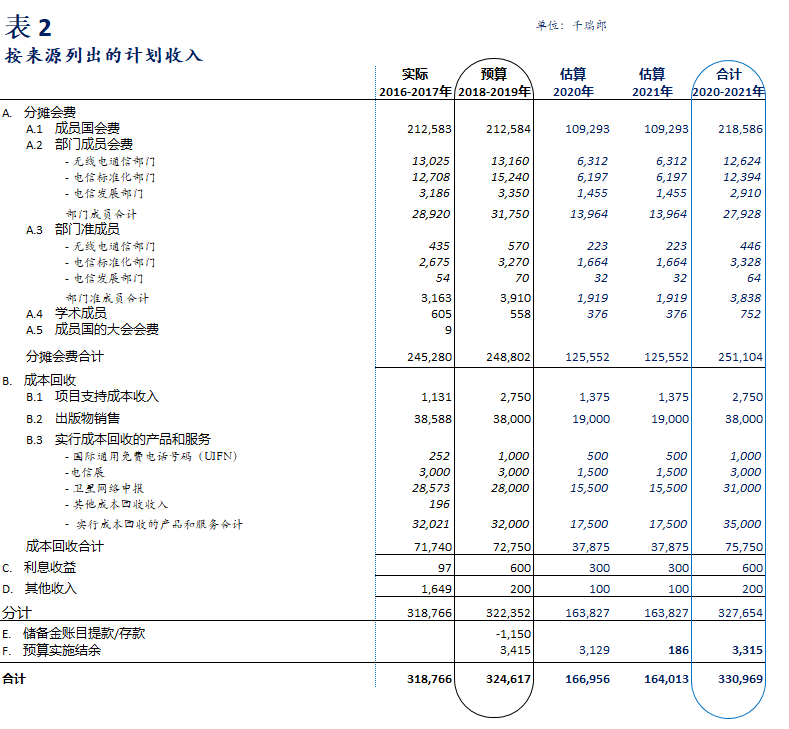 表 2
单位：千瑞郎
按来源列出的计划收入
实际 预算 估算 估算 合计
2016-2017年 2018-2019年 2020年 2021年 2020-2021年
A. 分摊会费
A.1 成员国会费 212,583 212,584 109,293 109,293 218,586
A.2 部门成员会费
- 无线电通信部门 13,025 13,160 6,312 6,312 12,624
- 电信标准化部门 12,708 15,240 6,197 6,197 12,394
- 电信发展部门 3,186 3,350 1,455 1,455 2,910
部门成员合计 28,920 31,750 13,964 13,964 27,928
A.3 部门准成员
- 无线电通信部门 435 570 223 223 446
- 电信标准化部门 2,675 3,270 1,664 1,664 3,328
- 电信发展部门 54 70 32 32 64
部门准成员合计 3,163 3,910 1,919 1,919 3,838
A.4 学术成员 605 558 376 376 752
A.5 成员国的大会会费 9
分摊会费合计 245,280 248,802 125,552 125,552 251,104
B. 成本回收
B.1 项目支持成本收入 1,131 2,750 1,375 1,375 2,750
B.2 出版物销售 38,588 38,000 19,000 19,000 38,000
B.3 实行成本回收的产品和服务
- 国际通用免费电话号码（UIFN） 252 1,000 500 500 1,000
-电信展 3,000 3,000 1,500 1,500 3,000
- 卫星网络申报 28,573 28,000 15,500 15,500 31,000
- 其他成本回收收入 196
- 实行成本回收的产品和服务合计 32,021 32,000 17,500 17,500 35,000
成本回收合计 71,740 72,750 37,875 37,875 75,750
C. 利息收益 97 600 300 300 600
D. 其他收入 1,649 200 100 100 200
分计 318,766 322,352 163,827 163,827 327,654
E. 储备金账目提款/存款 -1,150
F. 预算实施结余 3,415 3,129 186 3,315
合计 318,766 324,617 166,956 164,013 330,969